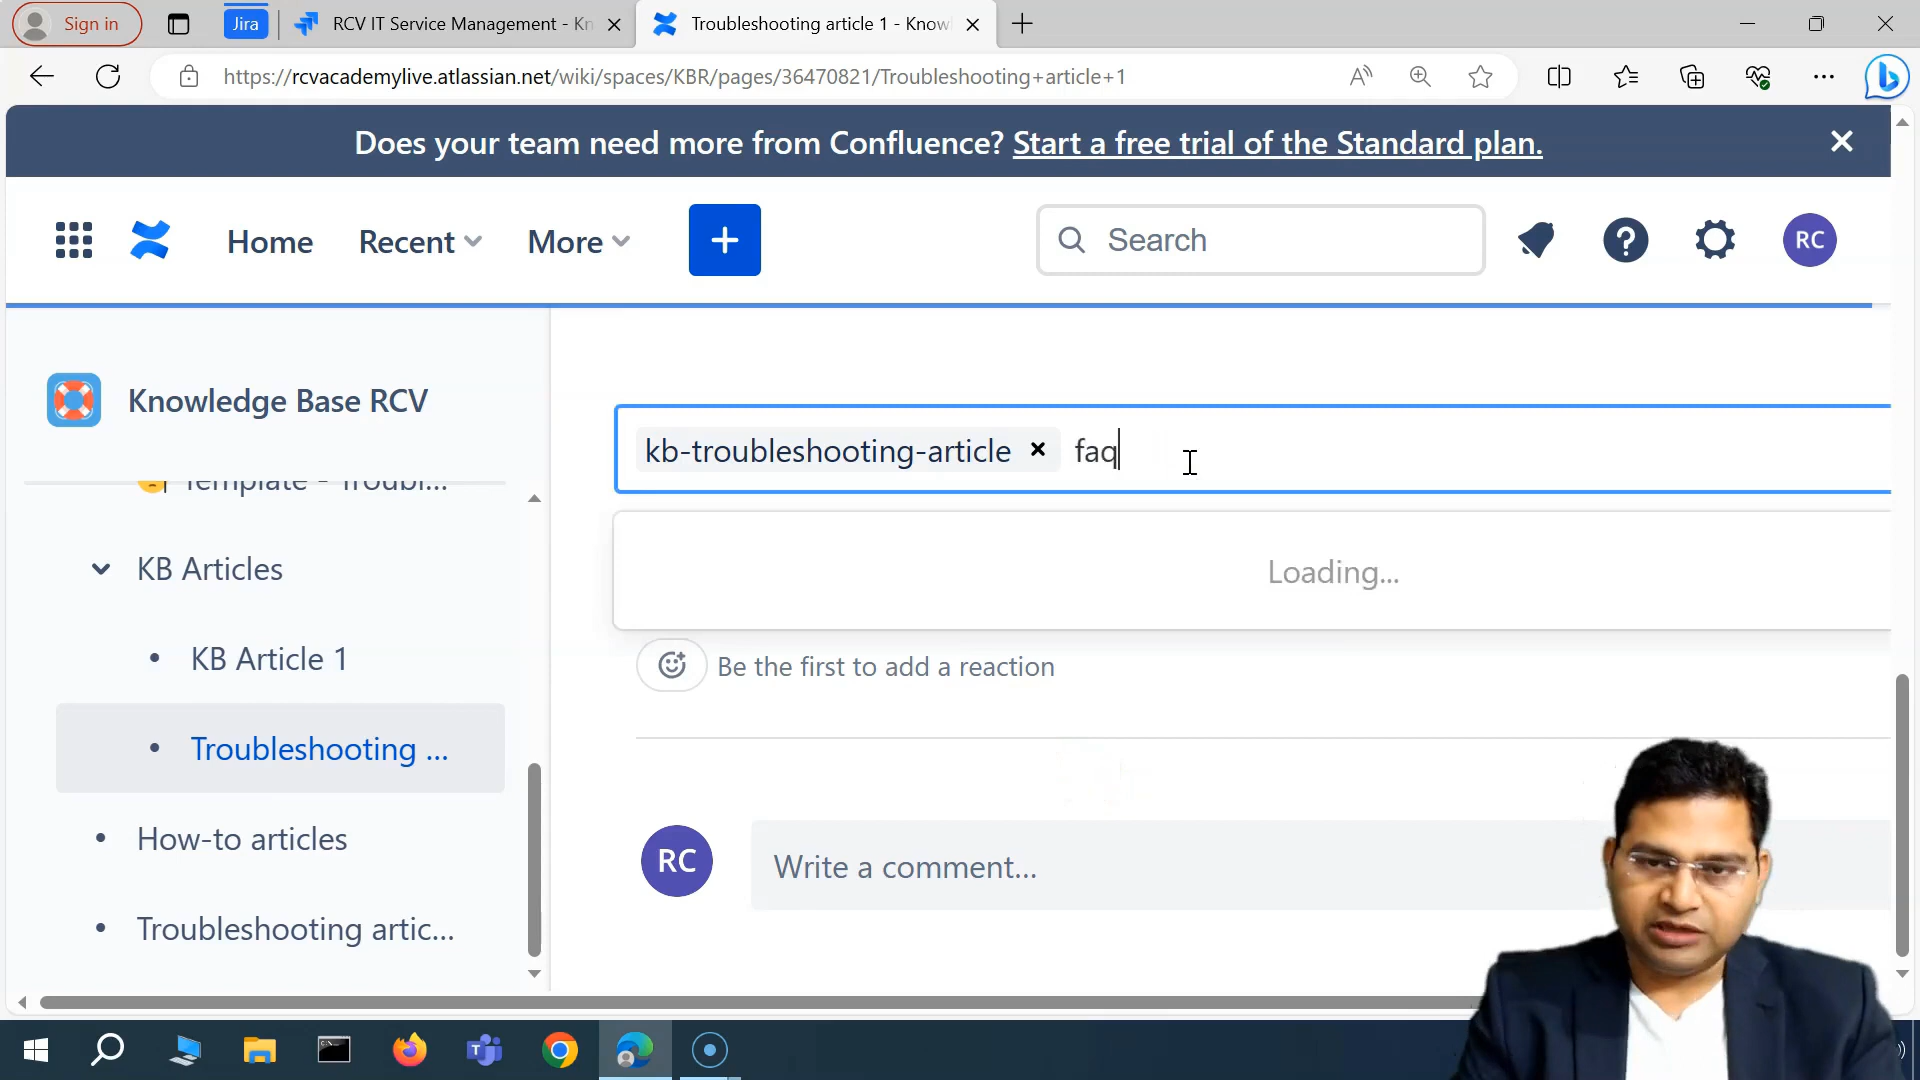 Sign in
Jira
RCV IT Service Management - Kn
Troubleshooting article 1 - Know
https://rcvacademylive.atlassian.net/wiki/spaces/KBR/pages/36470821/Troubleshooting+article+1
Does your team need more from Confluence? Start a free trial of the Standard plan.
Home
Recent
More
Search
RC
Knowledge Base RCV
Template - Troubl...
KB Articles
KB Article 1
Troubleshooting ...
How-to articles
Troubleshooting artic...
kb-troubleshooting-article × faq
Loading...
Be the first to add a reaction
RC
Write a comment...